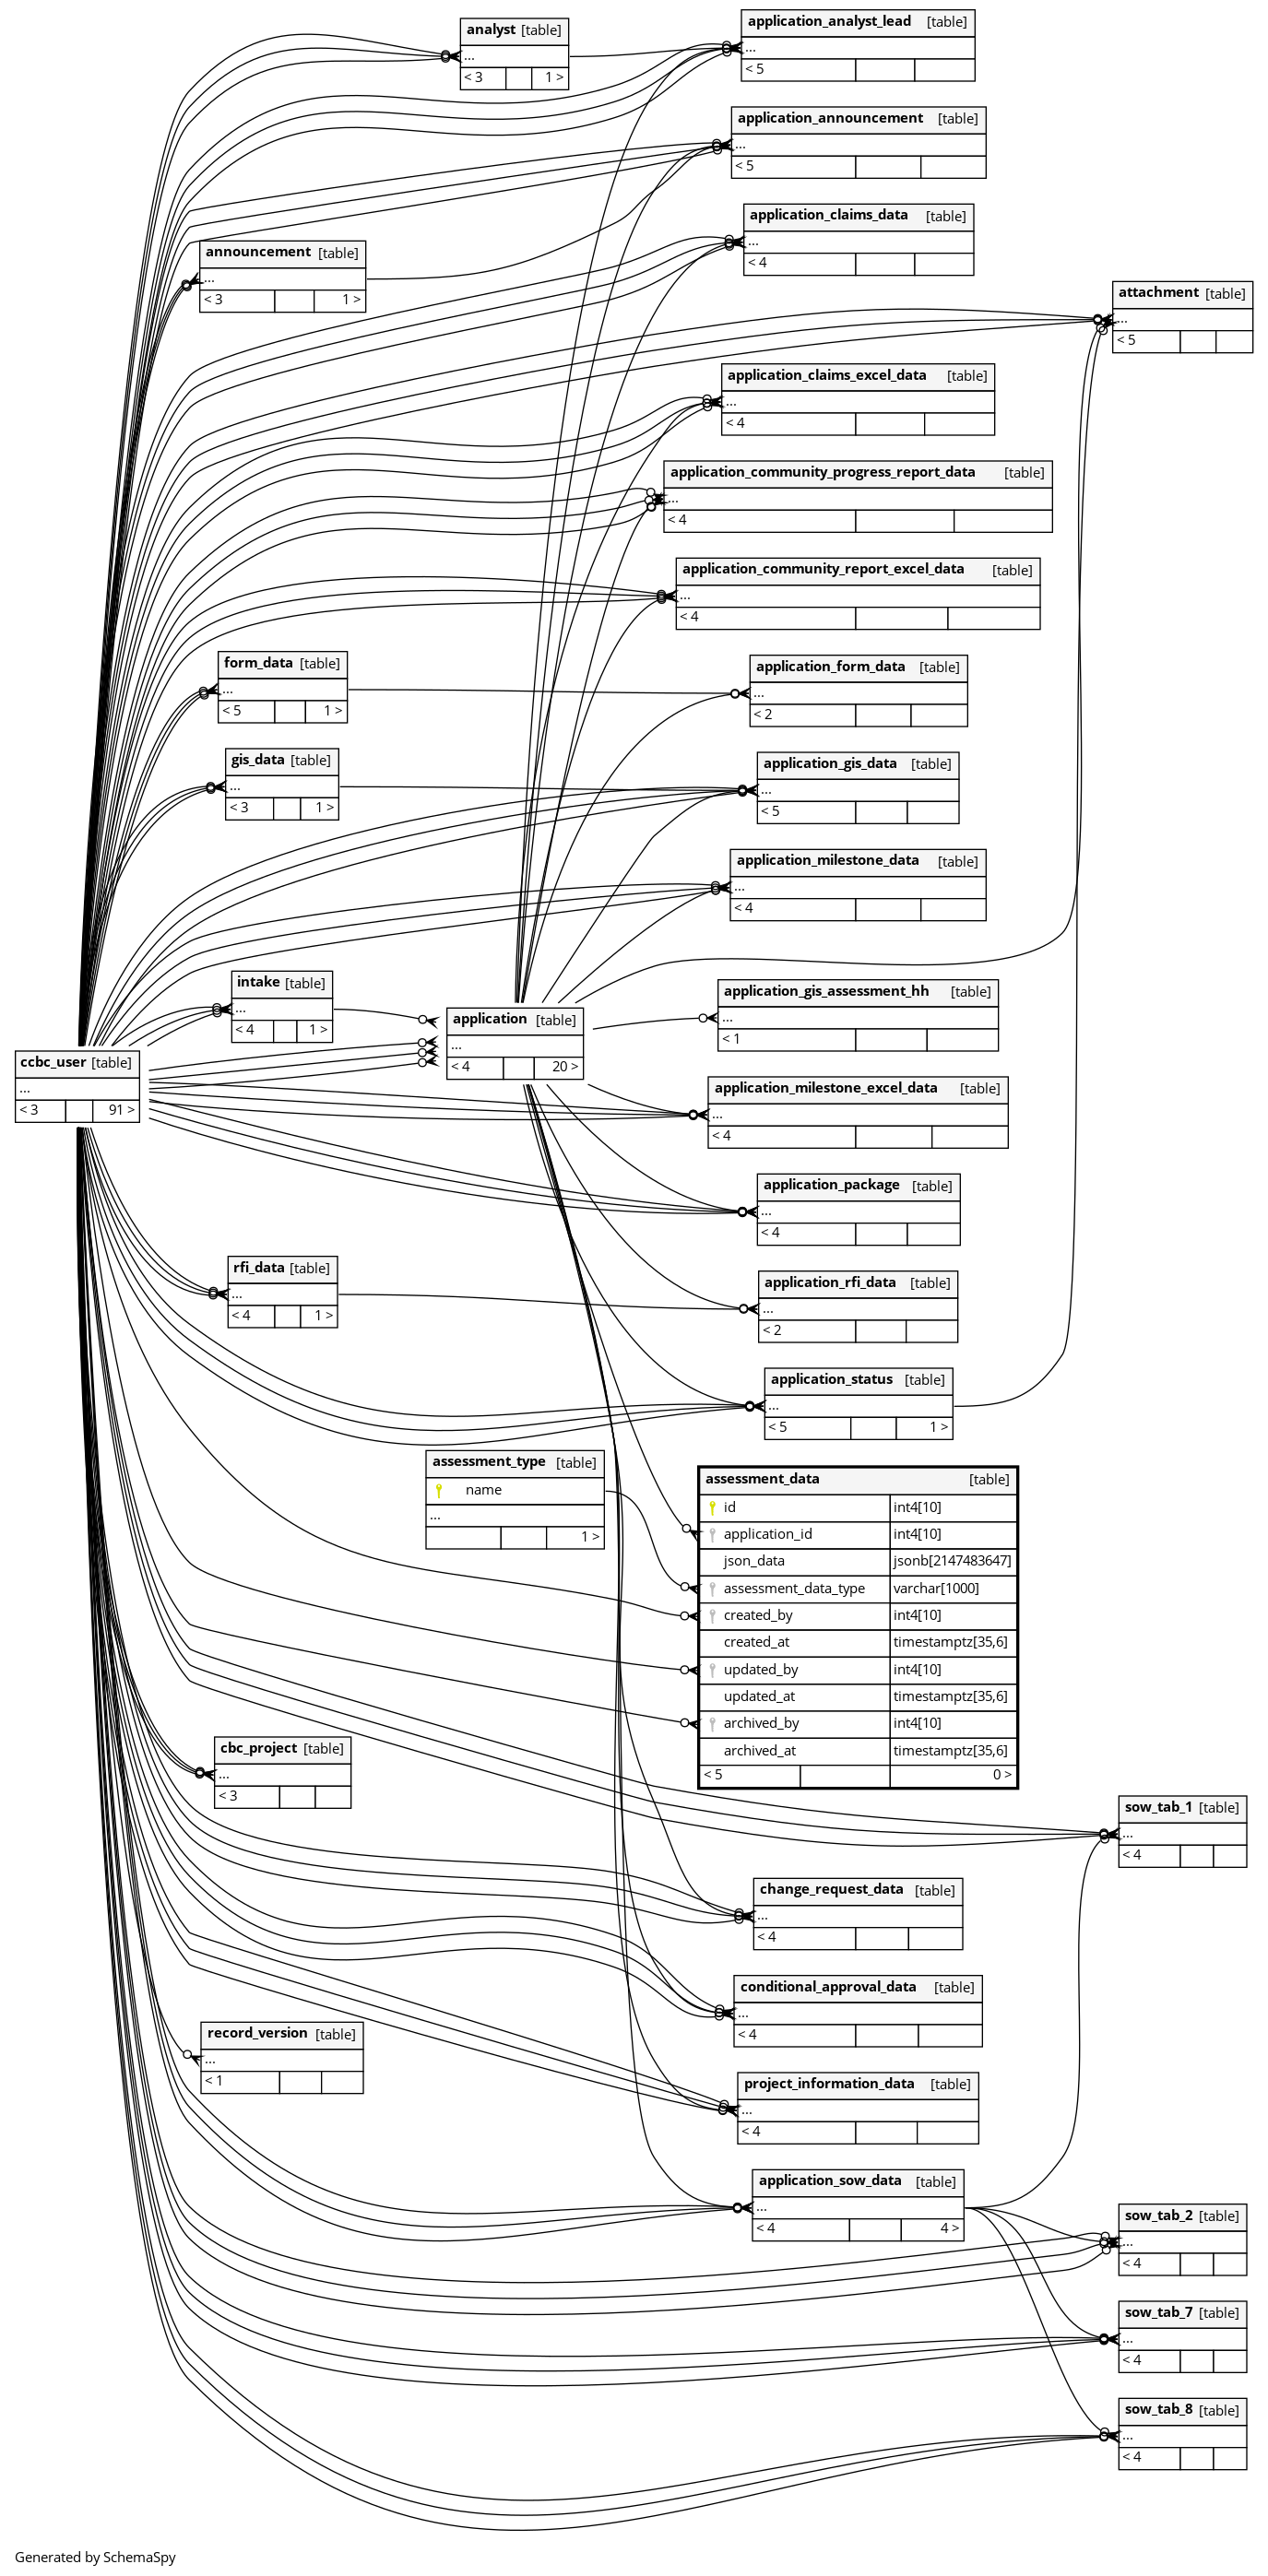 analyst [table]
...
< 3 1 >
application_analyst_lead [table]
...
< 5
application_announcement [table]
...
< 5
application_claims_data [table]
...
< 4
announcement [table]
...
< 3 1 >
attachment [table]
...
< 5
application_claims_excel_data [table]
...
< 4
application_community_progress_report_data [table]
...
< 4
application_community_report_excel_data [table]
...
< 4
form_data [table]
...
< 5 1 >
application_form_data [table]
...
< 2
gis_data [table]
...
< 3 1 >
application_gis_data [table]
...
< 5
application_milestone_data [table]
...
< 4
intake [table]
...
< 4 1 >
application_gis_assessment_hh [table]
...
< 1
application [table]
...
< 4 20 >
ccbc_user [table]
...
< 3 91 >
application_milestone_excel_data [table]
...
< 4
application_package [table]
...
< 4
rfi_data [table]
...
< 4 1 >
application_rfi_data [table]
...
< 2
application_status [table]
...
< 5 1 >
assessment_type [table]
name
...
1 >
assessment_data [table]
id int4[10]
application_id int4[10]
json_data jsonb[2147483647]
assessment_data_type varchar[1000]
created_by int4[10]
created_at timestamptz[35,6]
updated_by int4[10]
updated_at timestamptz[35,6]
archived_by int4[10]
archived_at timestamptz[35,6]
< 5 0 >
cbc_project [table]
...
< 3
sow_tab_1 [table]
...
< 4
change_request_data [table]
...
< 4
conditional_approval_data [table]
...
< 4
record_version [table]
...
< 1
project_information_data [table]
...
< 4
application_sow_data [table]
...
< 4 4 >
sow_tab_2 [table]
...
< 4
sow_tab_7 [table]
...
< 4
sow_tab_8 [table]
...
< 4
Generated by SchemaSpy